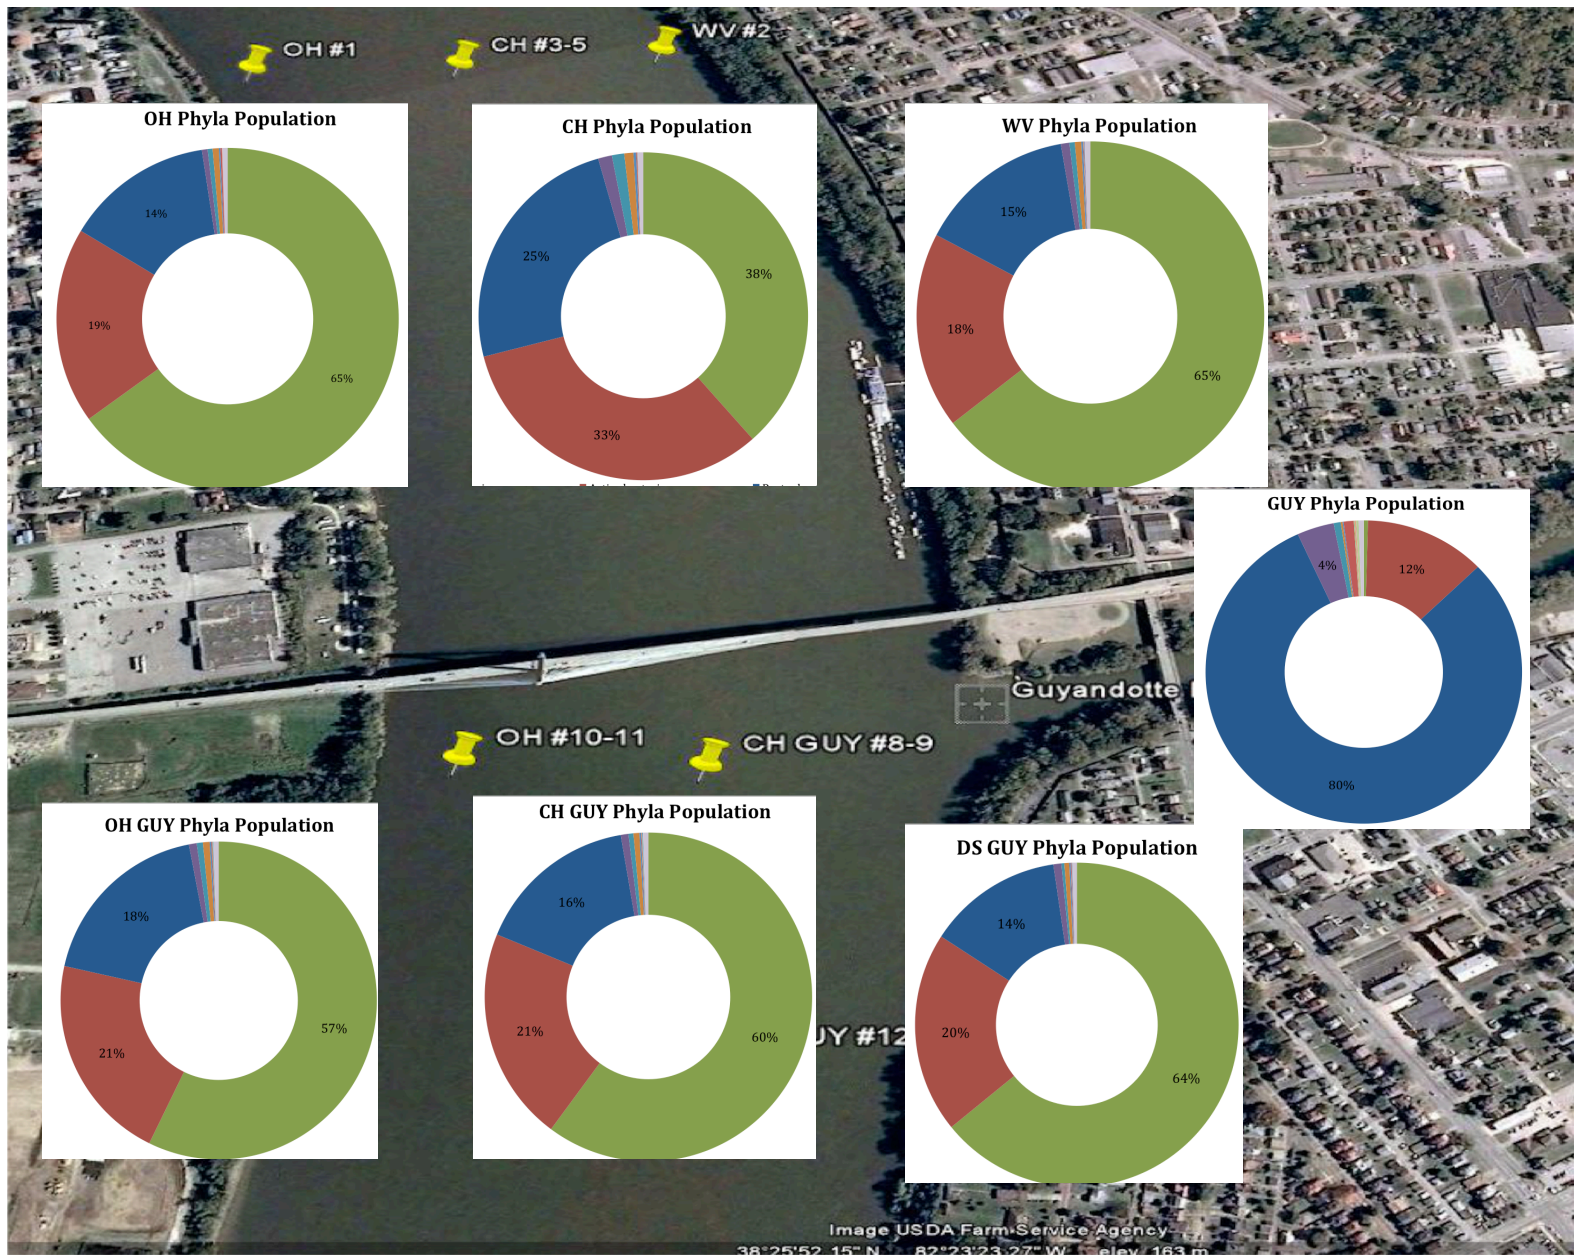 OH #1
CH #3-5
WV #2
OH Phyla Population
14%
19%
65%
CH Phyla Population
25%
38%
33%
WV Phyla Population
15%
18%
65%
GUY Phyla Population
4%
12%
80%
Guyandotte
OH #10-11
CH GUY #8-9
OH GUY Phyla Population
18%
21%
57%
CH GUY Phyla Population
16%
21%
60%
DS GUY Phyla Population
14%
20%
64%
UY #12
Image USDA Farm Service Agency
38°25'52.15" N 82°23'23.27" W elev 163 m